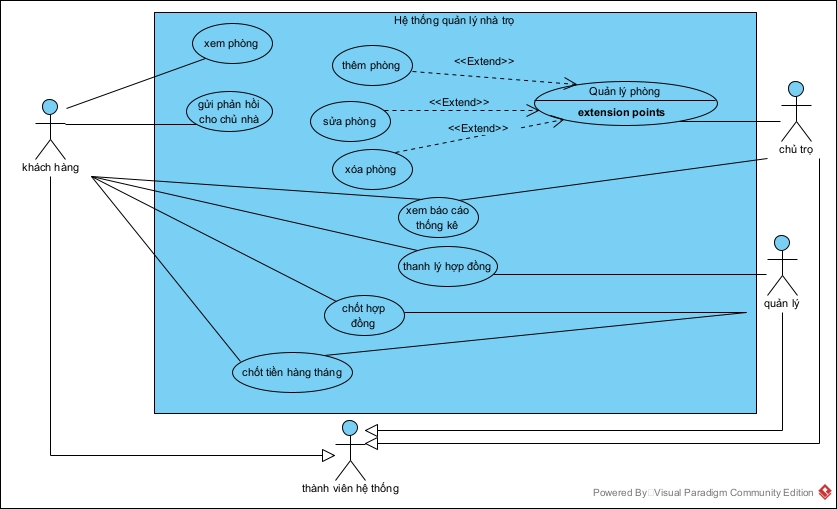 Hệ thống quản lý nhà trọ
xem phòng
thêm phòng
<<Extend>>
Quản lý phòng
extension points
gửi phản hồi
cho chủ nhà
<<Extend>>
sửa phòng
<<Extend>>
chủ trọ
khách hàng
xóa phòng
xem báo cáo
thống kê
thanh lý hợp đồng
quản lý
chốt hợp
đồng
chốt tiền hàng tháng
thành viên hệ thống
Powered By Visual Paradigm Community Edition